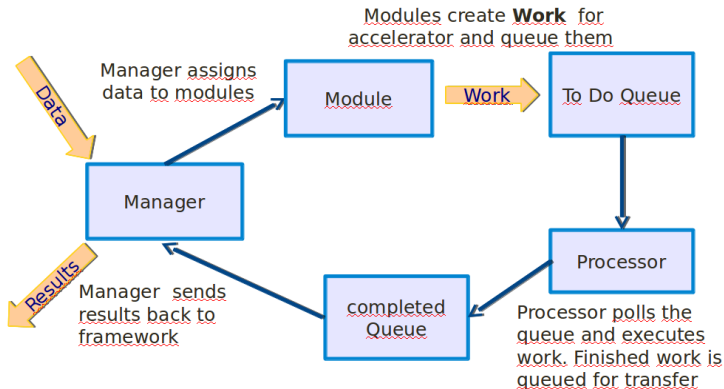 Modules create Work for
accelerator and queue them
Manager assigns
data to modules
Data
Module
Work
To Do Queue
Manager
Processor
Results
Manager sends
results back to
framework
completed
Queue
Processor polls the
queue and executes
work. Finished work is
queued for transfer